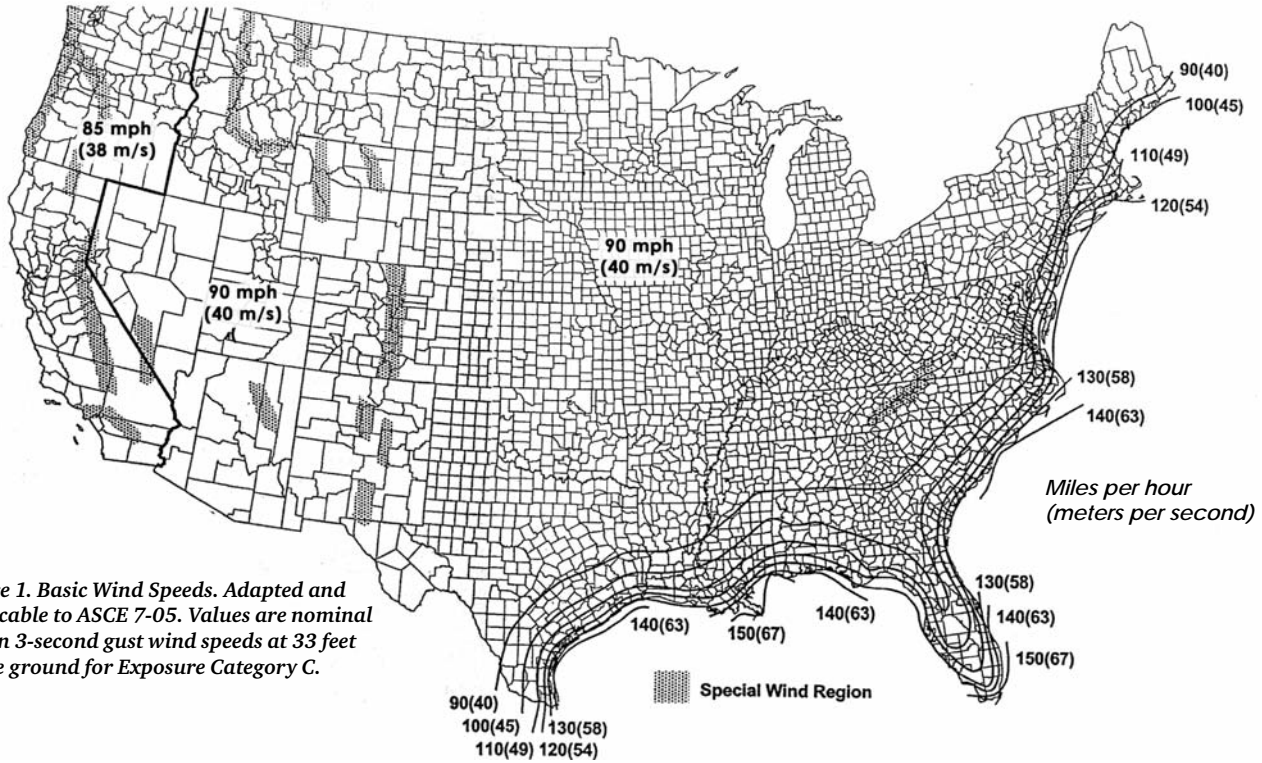 85 mph
(38 m/s)
90 mph
(40 m/s)
90 mph
(40 m/s)
90(40)
100(45)
110(49)
120(54)
130(58)
140(63)
Miles per hour
(meters per second)
130(58)
140(63)
150(67)
140(63)
150(67)
140(63)
90(40)
100(45)
110(49)
120(54)
130(58)
Special Wind Region
e 1. Basic Wind Speeds. Adapted and
cable to ASCE 7-05. Values are nominal
n 3-second gust wind speeds at 33 feet
e ground for Exposure Category C.